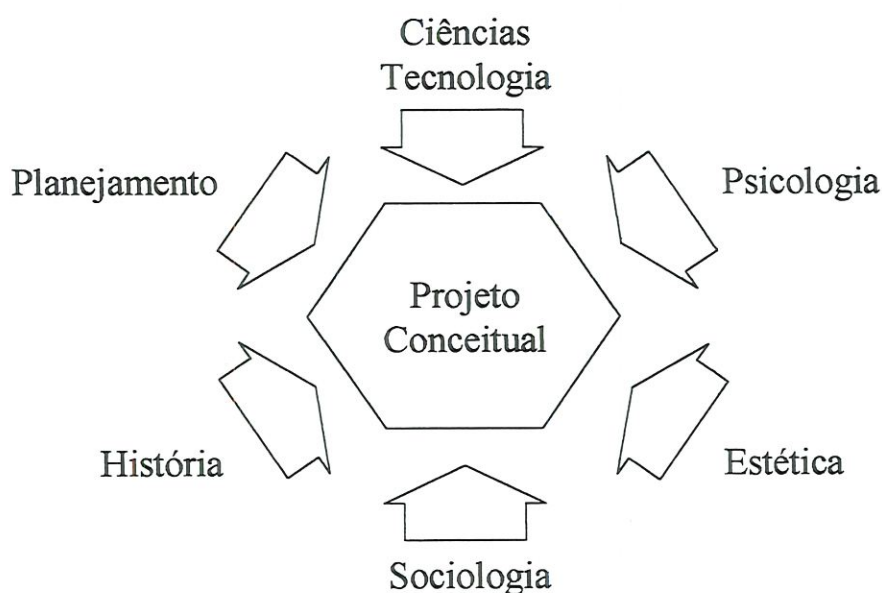 Ciências
Tecnologia
Planejamento
Psicologia
Projeto
Conceitual
História
Estética
Sociologia